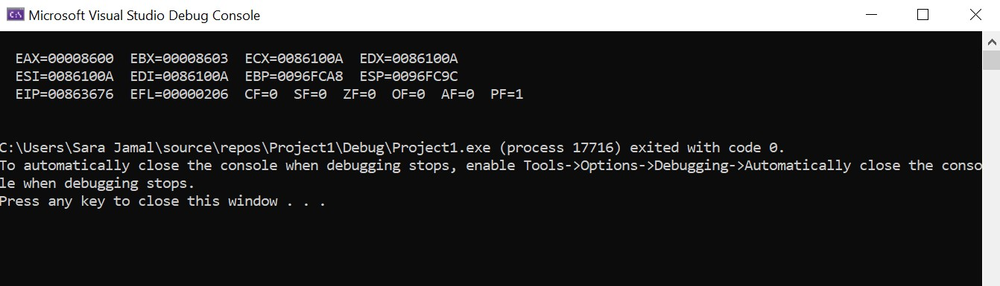 Microsoft Visual Studio Debug Console
EAX=00008600 EBX=00008603 ECX=0086100A EDX=0086100A
ESI=0086100A EDI=0086100A EBP=0096FCA8 ESP=0096FC9C
EIP=00863676 EFL=00000206 CF=0 SF=0 ZF=0 OF=0 AF=0 PF=1
C:\Users\Sara Jamal\source\repos\Project1\Debug\Project1.exe (process 17716) exited with code 0.
To automatically close the console when debugging stops, enable Tools->Options->Debugging->Automatically close the conso
le when debugging stops.
Press any key to close this window . . .